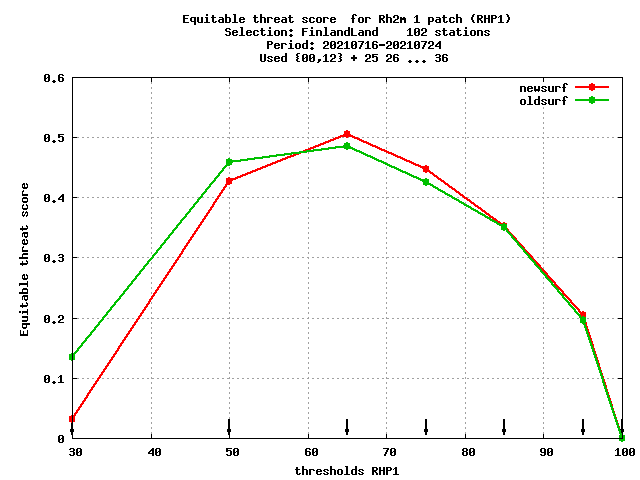 Equitable threat score  for Rh2m 1 patch (RHP1)
Selection: FinlandLand    102 stations
Period: 20210716-20210724
Used {00,12} + 25 26 ... 36
newsurf
oldsurf
Equitable threat score
0.6
0.5
0.4
0.3
0.2
0.1
0
30 40 50 60 70 80 90 100
thresholds RHP1